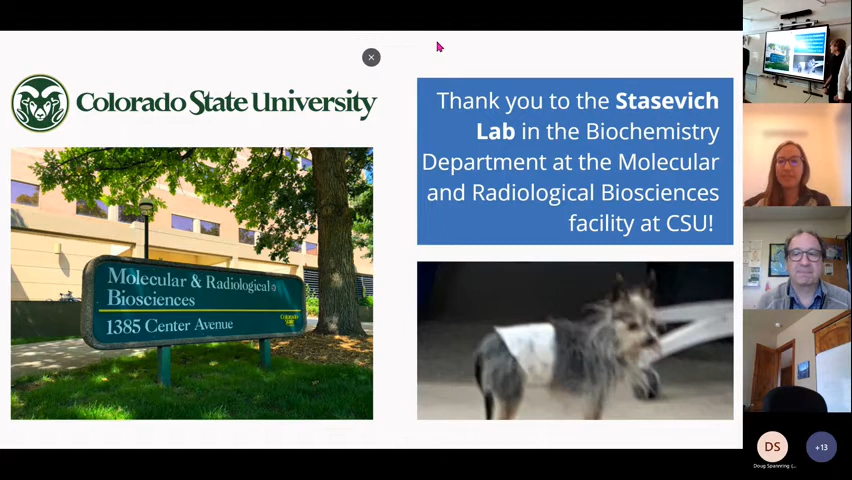 Colorado State University
Thank you to the Stasevich
Lab in the Biochemistry
Department at the Molecular
and Radiological Biosciences
facility at CSU!
Molecular & Radiological
Biosciences
1385 Center Avenue
DS
+13